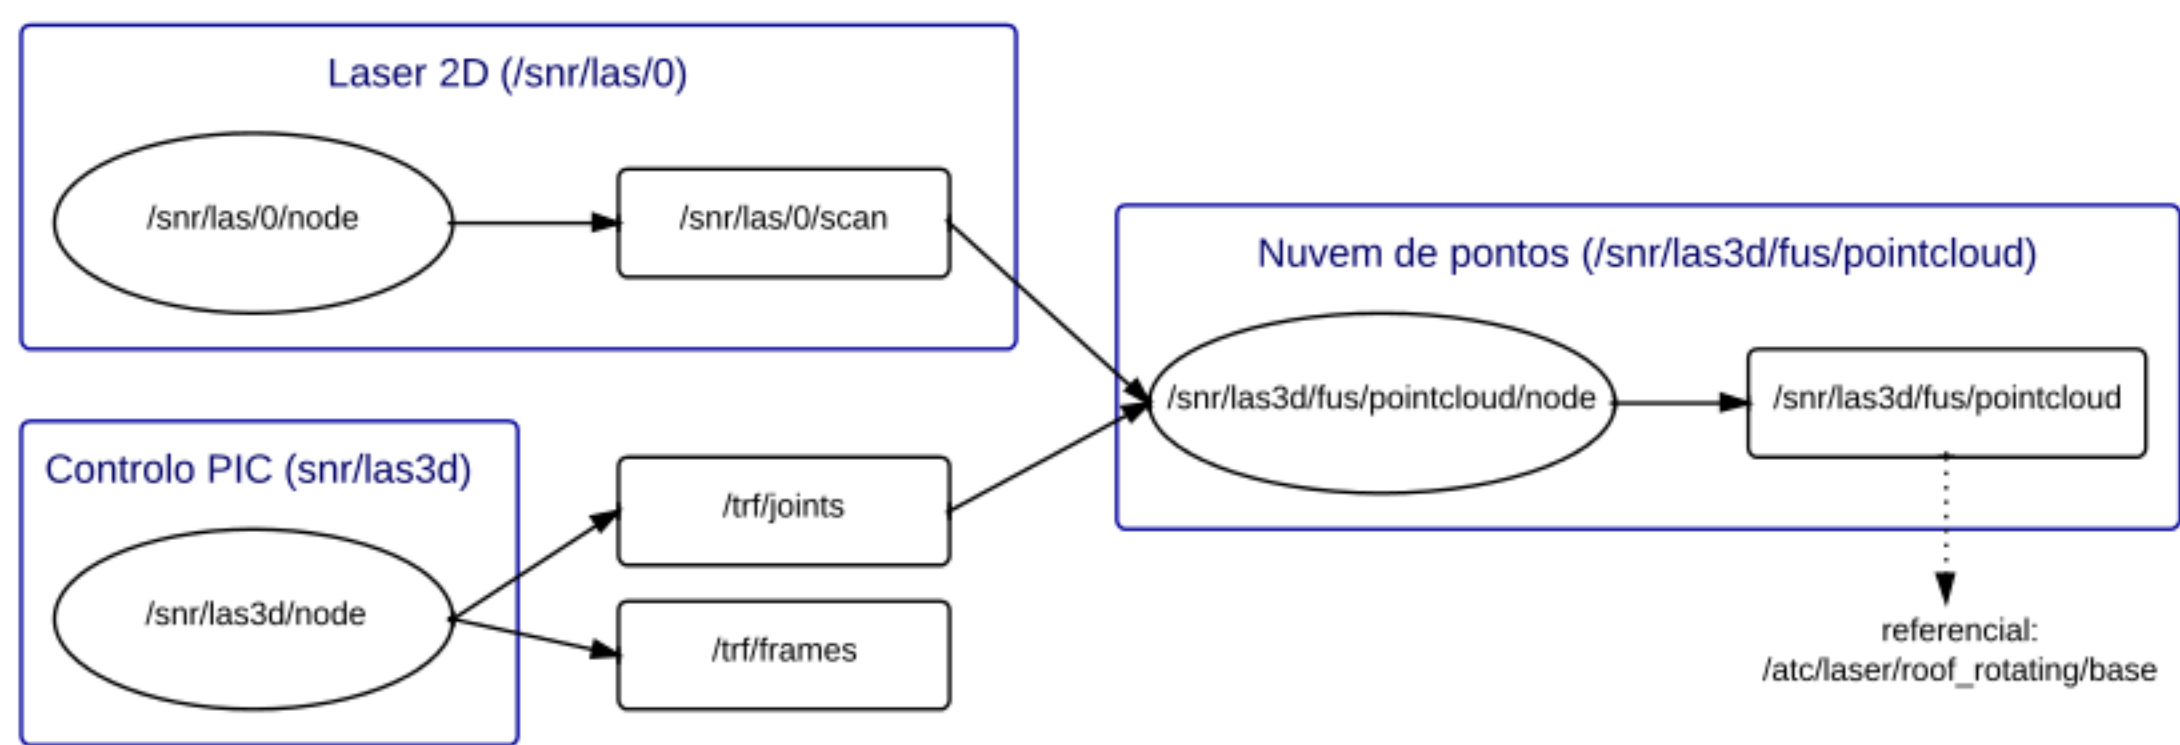 Laser 2D (/snr/las/0)
/snr/las/0/node
/snr/las/0/scan
Nuvem de pontos (/snr/las3d/fus/pointcloud)
/snr/las3d/fus/pointcloud/node
/snr/las3d/fus/pointcloud
Controlo PIC (snr/las3d)
/snr/las3d/node
/trf/joints
/trf/frames
referencial:
/atc/laser/roof_rotating/base